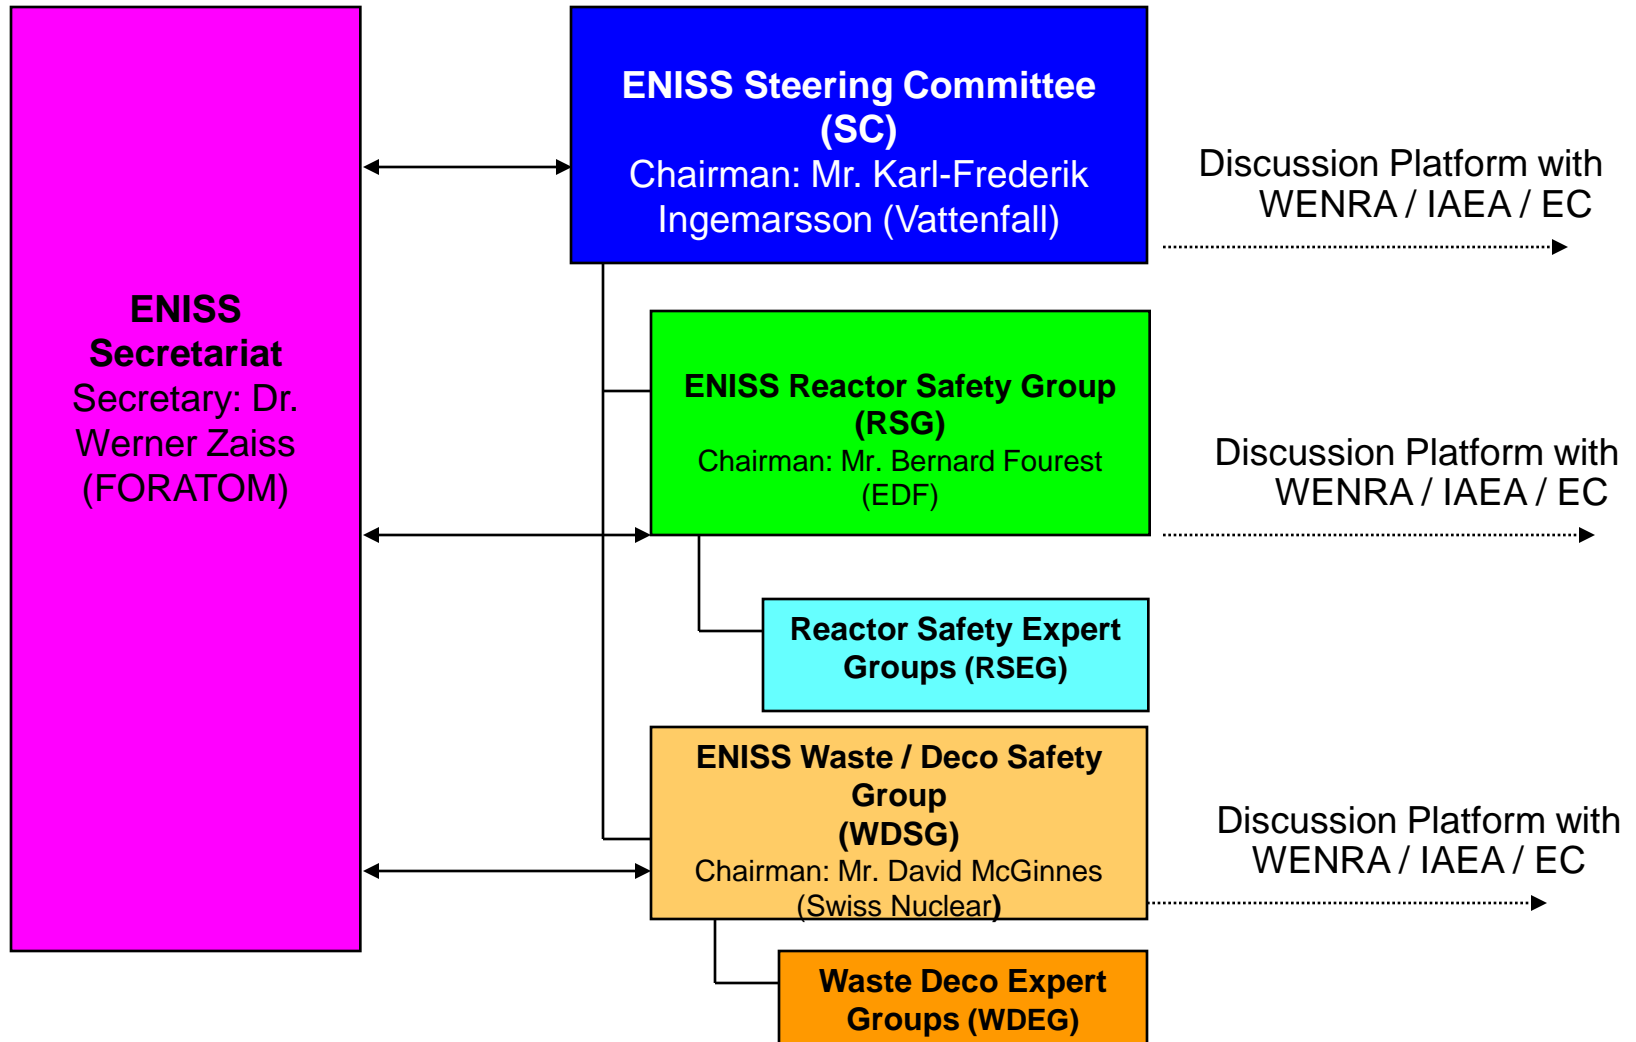 ENISS
Secretariat
Secretary: Dr.
Werner Zaiss
(FORATOM)
ENISS Steering Committee
(SC)
Chairman: Mr. Karl-Frederik
Ingemarsson (Vattenfall)
Discussion Platform with
WENRA / IAEA / EC
ENISS Reactor Safety Group
(RSG)
Chairman: Mr. Bernard Fourest
(EDF)
Discussion Platform with
WENRA / IAEA / EC
Reactor Safety Expert
Groups (RSEG)
ENISS Waste / Deco Safety
Group
(WDSG)
Chairman: Mr. David McGinnes
(Swiss Nuclear)
Discussion Platform with
WENRA / IAEA / EC
Waste Deco Expert
Groups (WDEG)